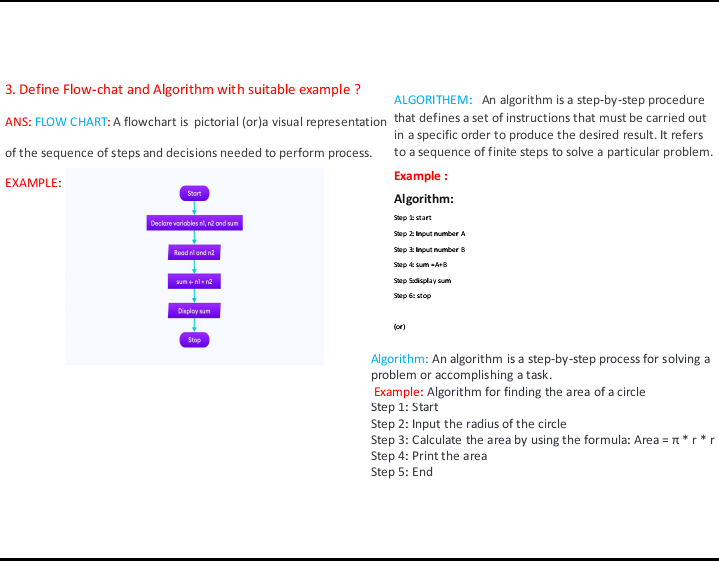 3. Define Flow-chat and Algorithm with suitable example ?
ANS: FLOW CHART: A flowchart is pictorial (or)a visual representation
of the sequence of steps and decisions needed to perform process.
EXAMPLE:
Start
Declare variables n1, n2 and sum
Read n1 and n2
sum ← n1 + n2
Display sum
Stop
ALGORITHEM: An algorithm is a step-by-step procedure
that defines a set of instructions that must be carried out
in a specific order to produce the desired result. It refers
to a sequence of finite steps to solve a particular problem.
Example :
Algorithm:
Step 1: start
Step 2: Input number A
Step 3: Input number B
Step 4: sum =A+B
Step 5:display sum
Step 6: stop
(or)
Algorithm: An algorithm is a step-by-step process for solving a
problem or accomplishing a task.
Example: Algorithm for finding the area of a circle
Step 1: Start
Step 2: Input the radius of the circle
Step 3: Calculate the area by using the formula: Area = π * r * r
Step 4: Print the area
Step 5: End